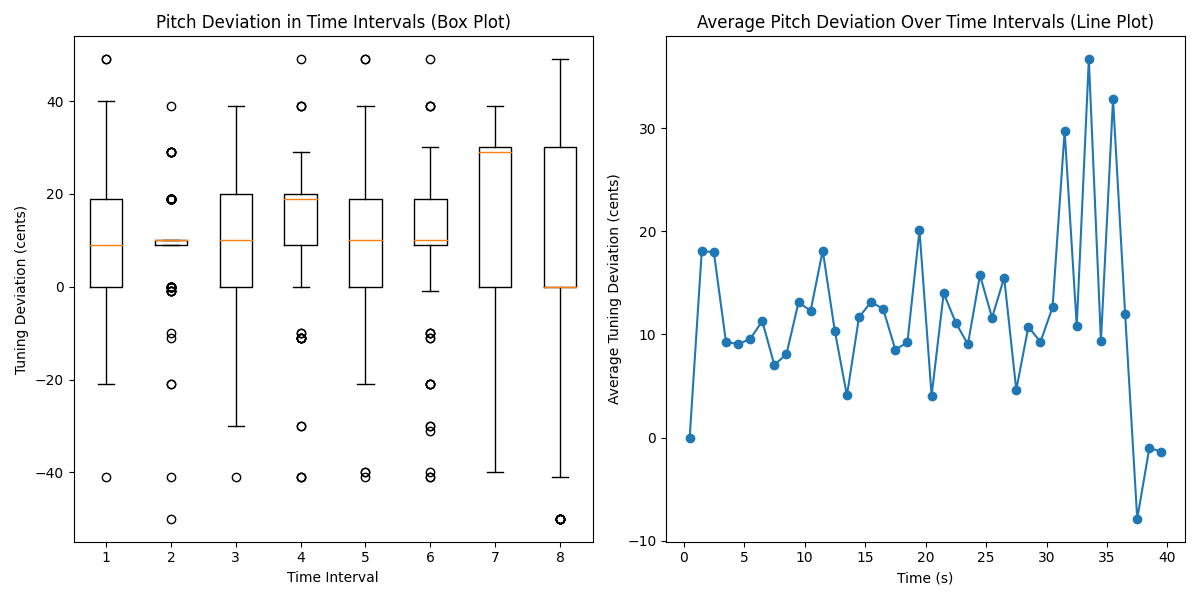 Pitch Deviation in Time Intervals (Box Plot)
Tuning Deviation (cents)
40
20
0
−20
−40
1 2 3 4 5 6 7 8
Time Interval
Average Pitch Deviation Over Time Intervals (Line Plot)
Average Tuning Deviation (cents)
30
20
10
0
−10
0 5 10 15 20 25 30 35 40
Time (s)